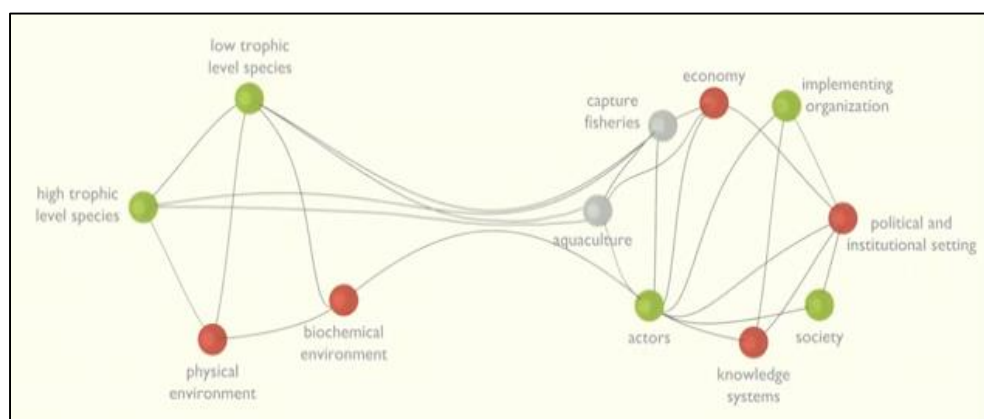 low trophic
level species
high trophic
level species
physical
environment
biochemical
environment
capture
fisheries
economy
implementing
organization
aquaculture
political and
institutional setting
actors
society
knowledge
systems